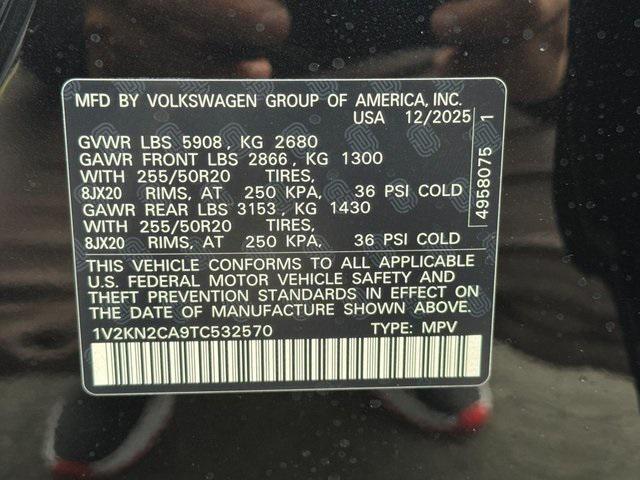 MFD BY VOLKSWAGEN GROUP OF AMERICA, INC.
USA 12/2025
GVWR LBS 5908, KG 2680
GAWR FRONT LBS 2866, KG 1300
WITH 255/50R20 TIRES,
8JX20 RIMS, AT 250 KPA, 36 PSI COLD
GAWR REAR LBS 3153, KG 1430
WITH 255/50R20 TIRES,
8JX20 RIMS, AT 250 KPA, 36 PSI COLD
4958075 1
THIS VEHICLE CONFORMS TO ALL APPLICABLE
U.S. FEDERAL MOTOR VEHICLE SAFETY AND
THEFT PREVENTION STANDARDS IN EFFECT ON
THE DATE OF MANUFACTURE SHOWN ABOVE.
1V2KN2CA9TC532570 TYPE: MPV